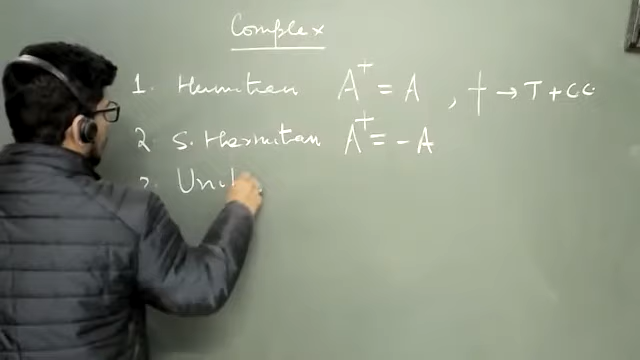 Complex
1. Hermitian A† = A , † → T + CC
2. S. Hermitian A† = - A
3. Unit